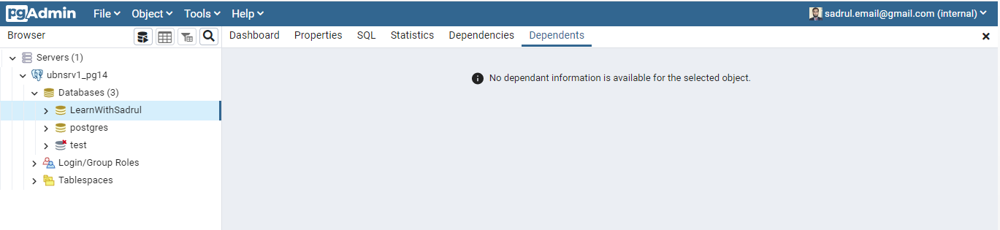 pgAdmin File Object Tools Help sadrul.email@gmail.com (internal)
Browser Dashboard Properties SQL Statistics Dependencies Dependents
Servers (1)
ubnsrv1_pg14
Databases (3)
LearnWithSadrul
postgres
test
Login/Group Roles
Tablespaces
No dependant information is available for the selected object.